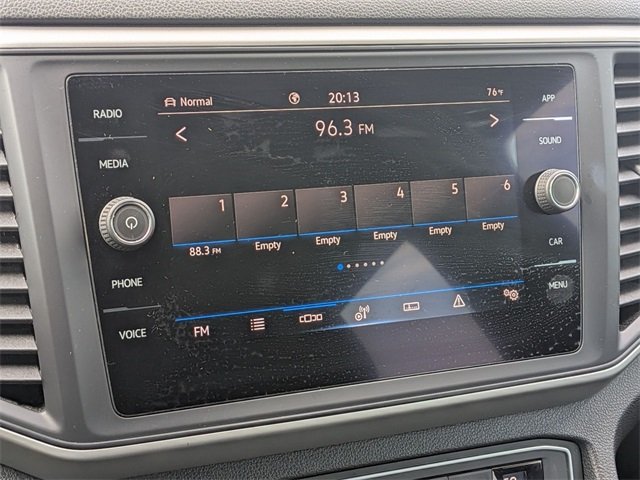 RADIO
MEDIA
PHONE
VOICE
Normal
20:13
76°F
96.3 FM
1
2
3
4
5
6
88.3 FM
Empty
Empty
Empty
Empty
Empty
FM
APP
SOUND
CAR
MENU